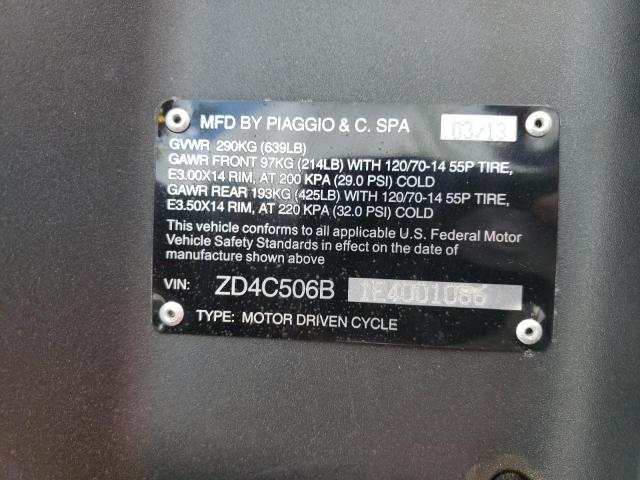 MFD BY PIAGGIO & C. SPA 03/13
GVWR 290KG (639LB)
GAWR FRONT 97KG (214LB) WITH 120/70-14 55P TIRE,
E3.00X14 RIM, AT 200 KPA (29.0 PSI) COLD
GAWR REAR 193KG (425LB) WITH 120/70-14 55P TIRE,
E3.50X14 RIM, AT 220 KPA (32.0 PSI) COLD
This vehicle conforms to all applicable U.S. Federal Motor
Vehicle Safety Standards in effect on the date of
manufacture shown above
VIN: ZD4C506B 1E4001086
TYPE: MOTOR DRIVEN CYCLE